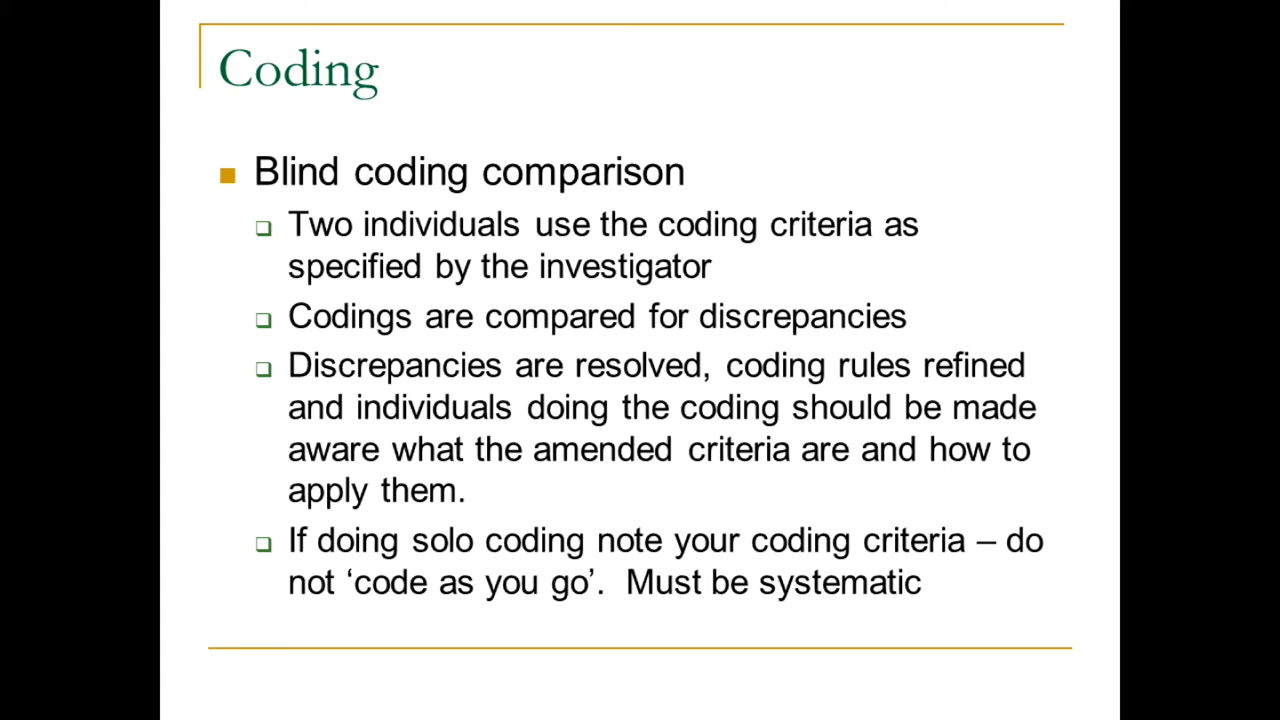 Coding
Blind coding comparison
Two individuals use the coding criteria as
specified by the investigator
Codings are compared for discrepancies
Discrepancies are resolved, coding rules refined
and individuals doing the coding should be made
aware what the amended criteria are and how to
apply them.
If doing solo coding note your coding criteria – do
not ‘code as you go’.  Must be systematic